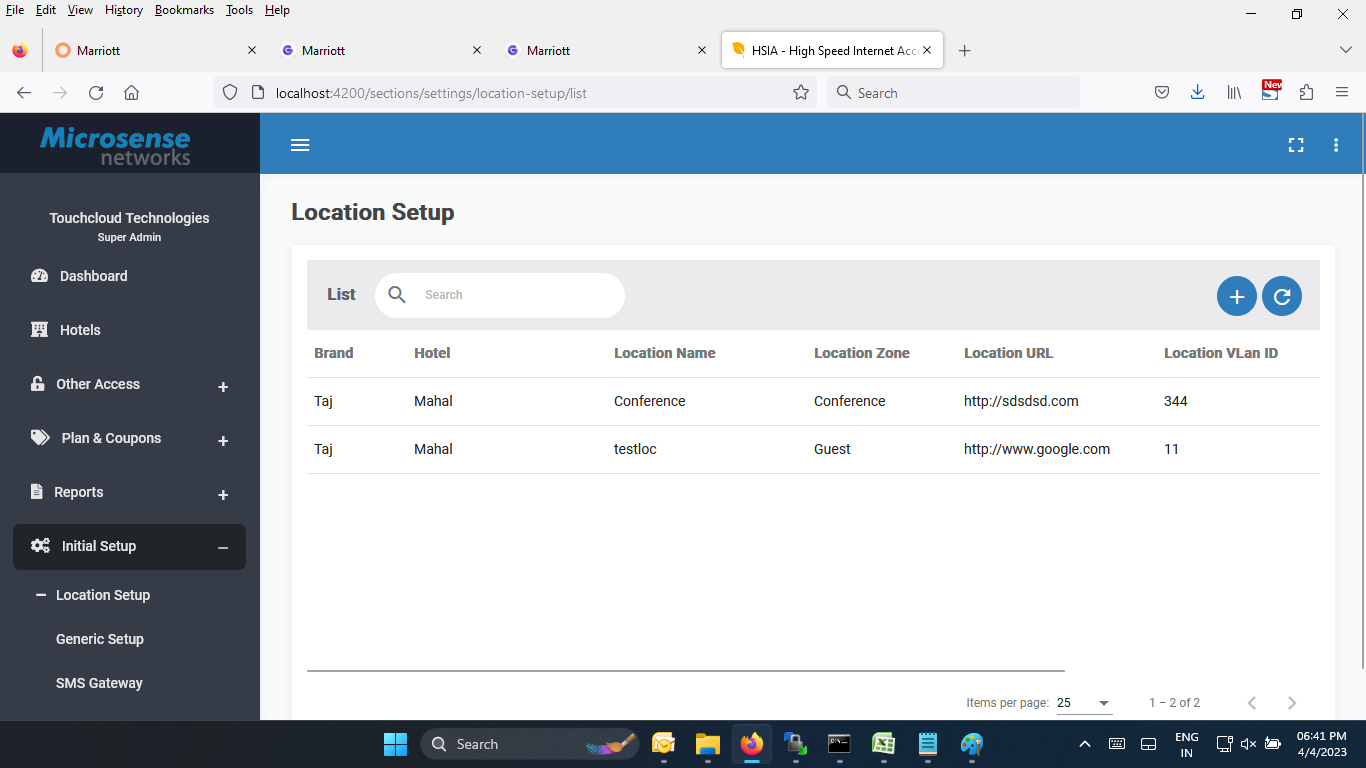 File Edit View History Bookmarks Tools Help
Marriott
Marriott
Marriott
HSIA - High Speed Internet Acc
localhost:4200/sections/settings/location-setup/list
Search
New
Microsense
networks
Touchcloud Technologies
Super Admin
Dashboard
Hotels
Other Access
Plan & Coupons
Reports
Initial Setup
Location Setup
Generic Setup
SMS Gateway
Location Setup
List
Search
Brand Hotel Location Name Location Zone Location URL Location VLan ID
Taj Mahal Conference Conference http://sdsdsd.com 344
Taj Mahal testloc Guest http://www.google.com 11
Items per page: 25 1 – 2 of 2
Search
ENG
IN
06:41 PM
4/4/2023